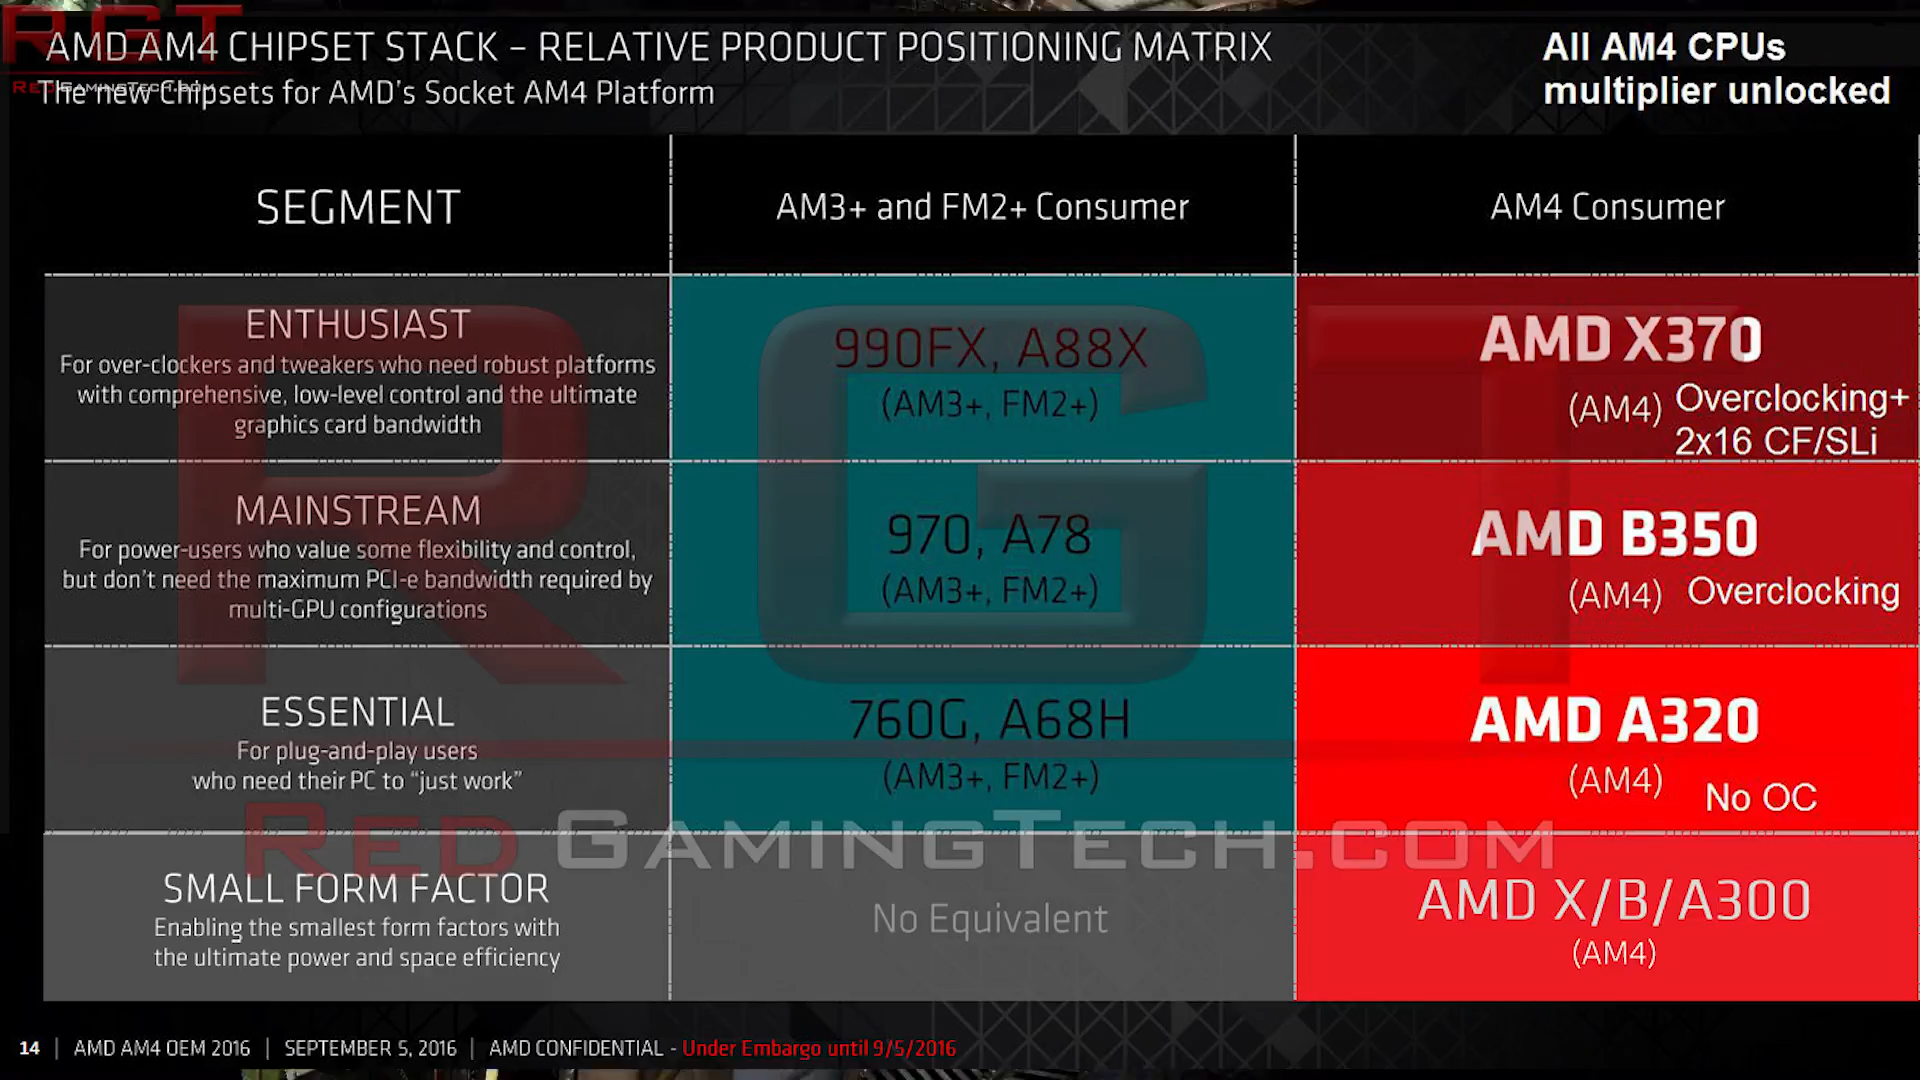 RGT
REDGAMINGTECH.COM
AMD AM4 CHIPSET STACK – RELATIVE PRODUCT POSITIONING MATRIX
The new Chipsets for AMD's Socket AM4 Platform
All AM4 CPUs
multiplier unlocked
SEGMENT
AM3+ and FM2+ Consumer
AM4 Consumer
ENTHUSIAST
For over-clockers and tweakers who need robust platforms
with comprehensive, low-level control and the ultimate
graphics card bandwidth
990FX, A88X
(AM3+, FM2+)
AMD X370
(AM4) Overclocking+
2x16 CF/SLi
MAINSTREAM
For power-users who value some flexibility and control,
but don't need the maximum PCI-e bandwidth required by
multi-GPU configurations
970, A78
(AM3+, FM2+)
AMD B350
(AM4) Overclocking
ESSENTIAL
For plug-and-play users
who need their PC to “just work”
760G, A68H
(AM3+, FM2+)
AMD A320
(AM4) No OC
SMALL FORM FACTOR
Enabling the smallest form factors with
the ultimate power and space efficiency
No Equivalent
AMD X/B/A300
(AM4)
RGT
RED GAMINGTECH.COM
14 | AMD AM4 OEM 2016 | SEPTEMBER 5, 2016 | AMD CONFIDENTIAL - Under Embargo until 9/5/2016